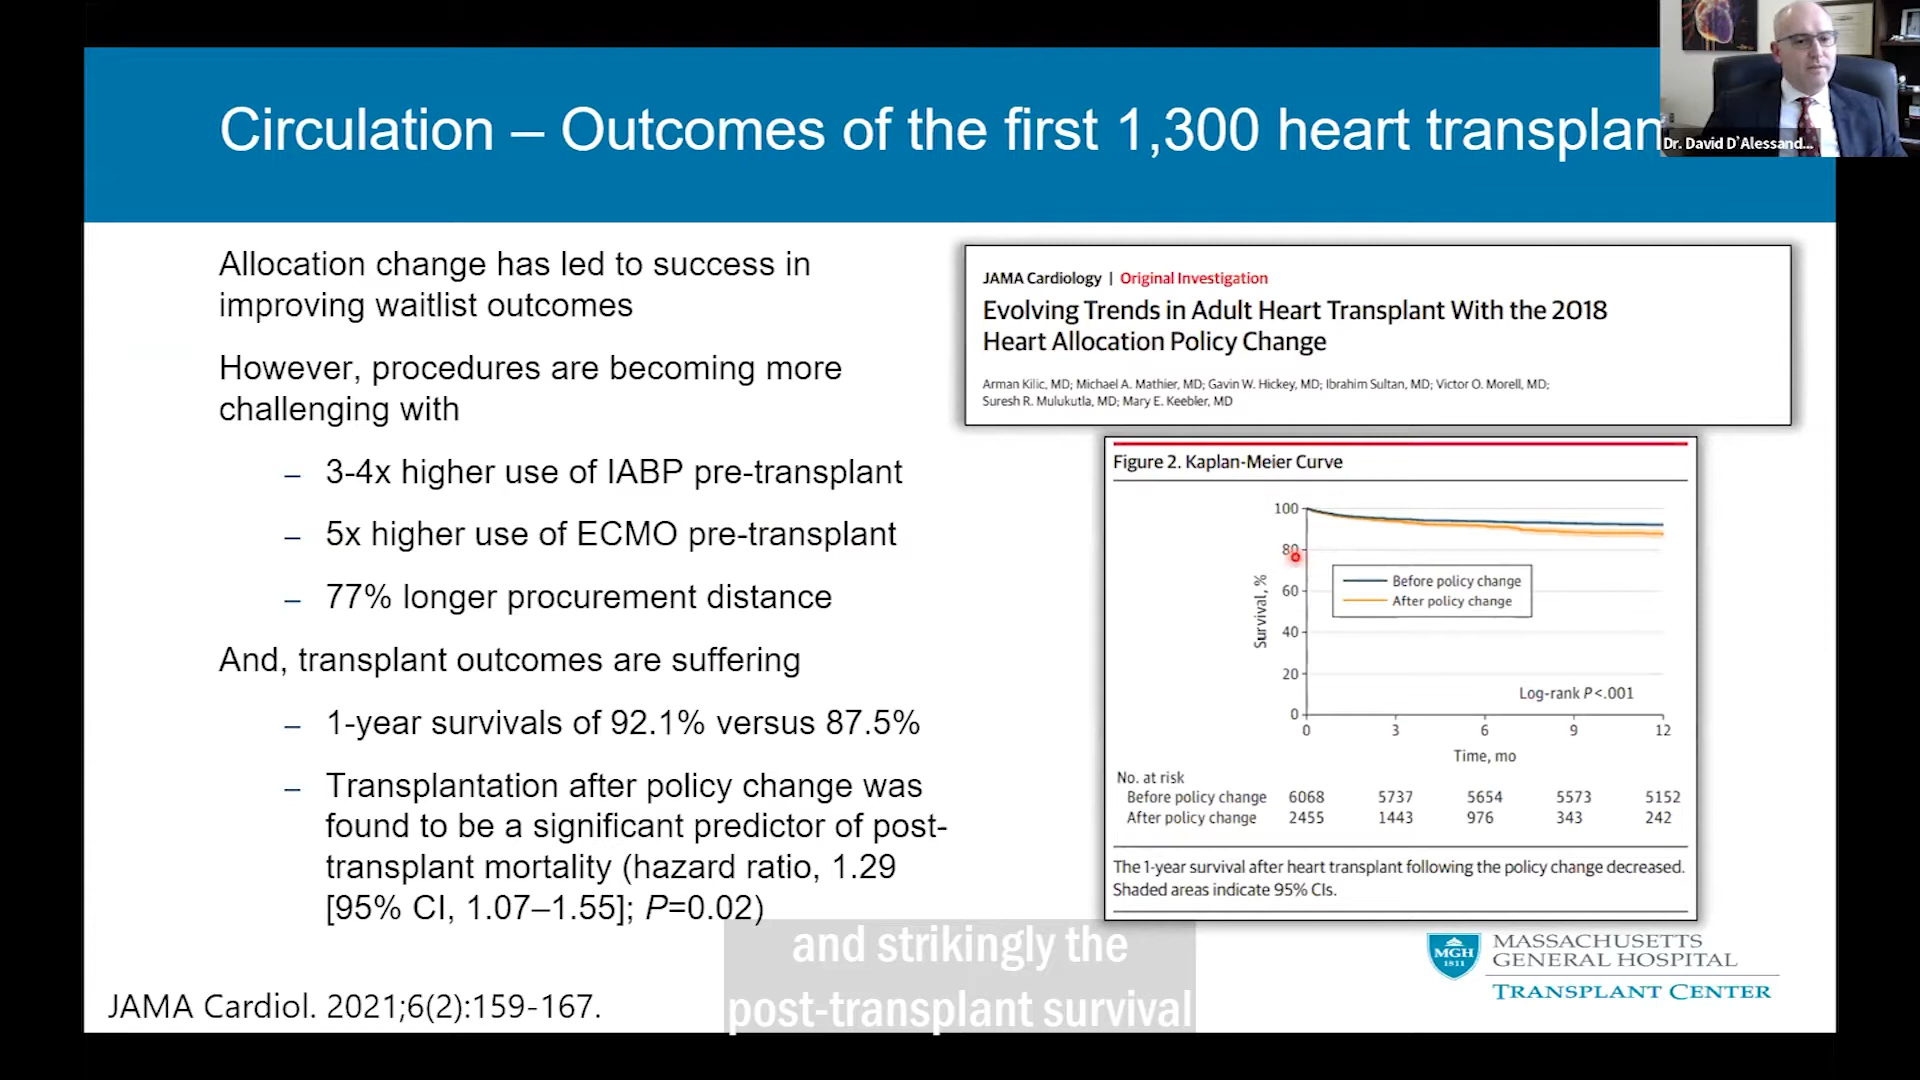 Circulation – Outcomes of the first 1,300 heart transplan
Dr. David D'Alessand...
Allocation change has led to success in
improving waitlist outcomes
However, procedures are becoming more
challenging with
– 3-4x higher use of IABP pre-transplant
– 5x higher use of ECMO pre-transplant
– 77% longer procurement distance
And, transplant outcomes are suffering
– 1-year survivals of 92.1% versus 87.5%
– Transplantation after policy change was
found to be a significant predictor of post-
transplant mortality (hazard ratio, 1.29
[95% CI, 1.07–1.55]; P=0.02)
JAMA Cardiol. 2021;6(2):159-167.
JAMA Cardiology | Original Investigation
Evolving Trends in Adult Heart Transplant With the 2018
Heart Allocation Policy Change
Arman Kilic, MD; Michael A. Mathier, MD; Gavin W. Hickey, MD; Ibrahim Sultan, MD; Victor O. Morell, MD;
Suresh R. Mulukutla, MD; Mary E. Keebler, MD
Figure 2. Kaplan-Meier Curve
100
80
60
40
20
0
Survival, %
Before policy change
After policy change
Log-rank P<.001
0 3 6 9 12
Time, mo
No. at risk
Before policy change 6068 5737 5654 5573 5152
After policy change 2455 1443 976 343 242
The 1-year survival after heart transplant following the policy change decreased.
Shaded areas indicate 95% CIs.
MGH
1811
MASSACHUSETTS
GENERAL HOSPITAL
TRANSPLANT CENTER
and strikingly the
post-transplant survival